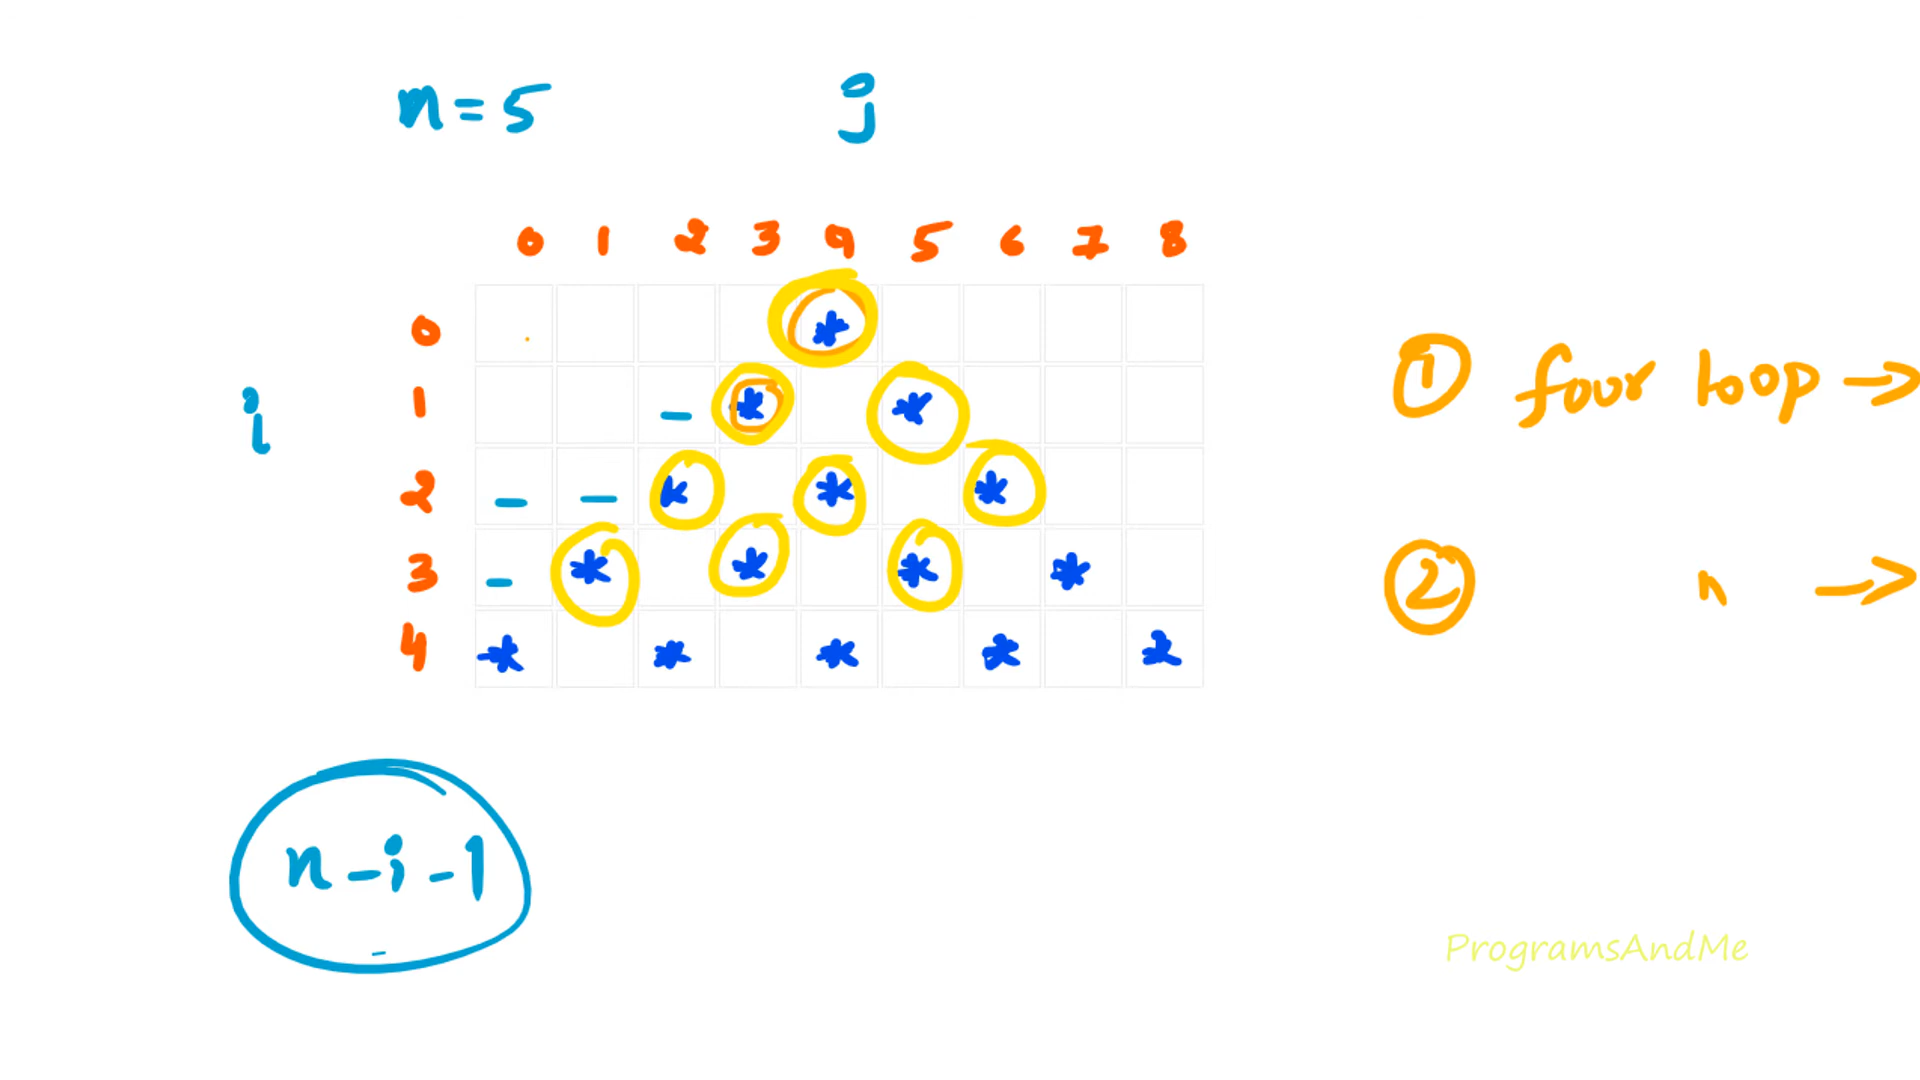 n=5 j
0 1 2 3 4 5 6 7 8
0 *
i
1 - * *
2 - - * * *
3 - * * * *
4 * * * * *
① four loop →
② n →
n-i-1
ProgramsAndMe